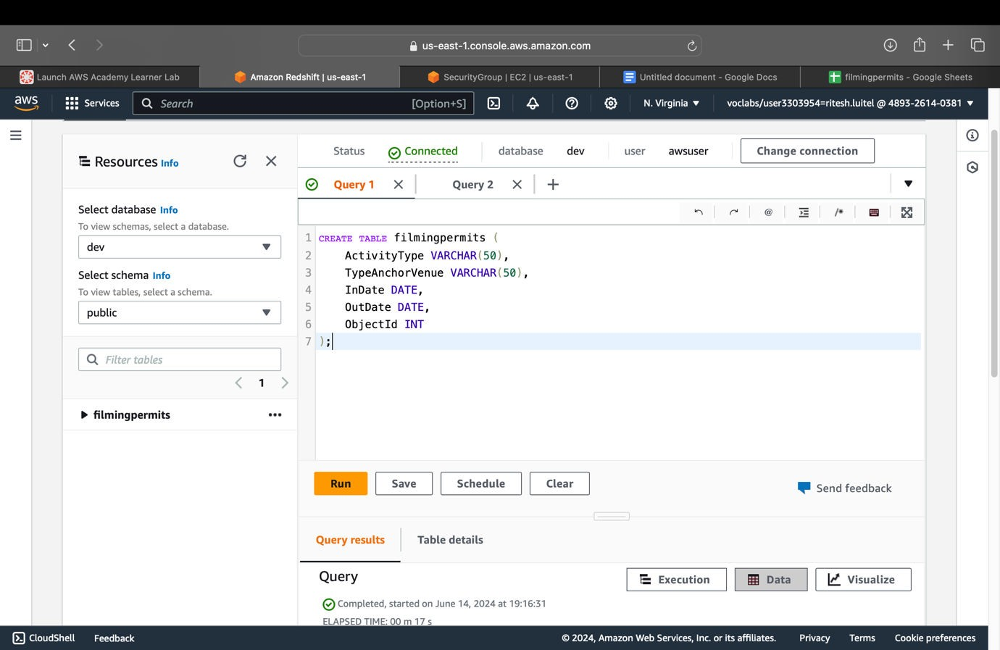 us-east-1.console.aws.amazon.com
Launch AWS Academy Learner Lab
Amazon Redshift | us-east-1
SecurityGroup | EC2 | us-east-1
Untitled document - Google Docs
filmingpermits - Google Sheets
aws
Services
Search
[Option+S]
N. Virginia
voclabs/user3303954=ritesh.luitel @ 4893-2614-0381
Resources Info
Select database Info
To view schemas, select a database.
dev
Select schema Info
To view tables, select a schema.
public
Filter tables
1
filmingpermits
Status Connected database dev user awsuser Change connection
Query 1
Query 2
@
/*
1 CREATE TABLE filmingpermits (
2 ActivityType VARCHAR(50),
3 TypeAnchorVenue VARCHAR(50),
4 InDate DATE,
5 OutDate DATE,
6 ObjectId INT
7 );
Run Save Schedule Clear
Send feedback
Query results Table details
Query
Execution Data Visualize
Completed, started on June 14, 2024 at 19:16:31
ELAPSED TIME: 00 m 17 s
CloudShell Feedback
© 2024, Amazon Web Services, Inc. or its affiliates. Privacy Terms Cookie preferences